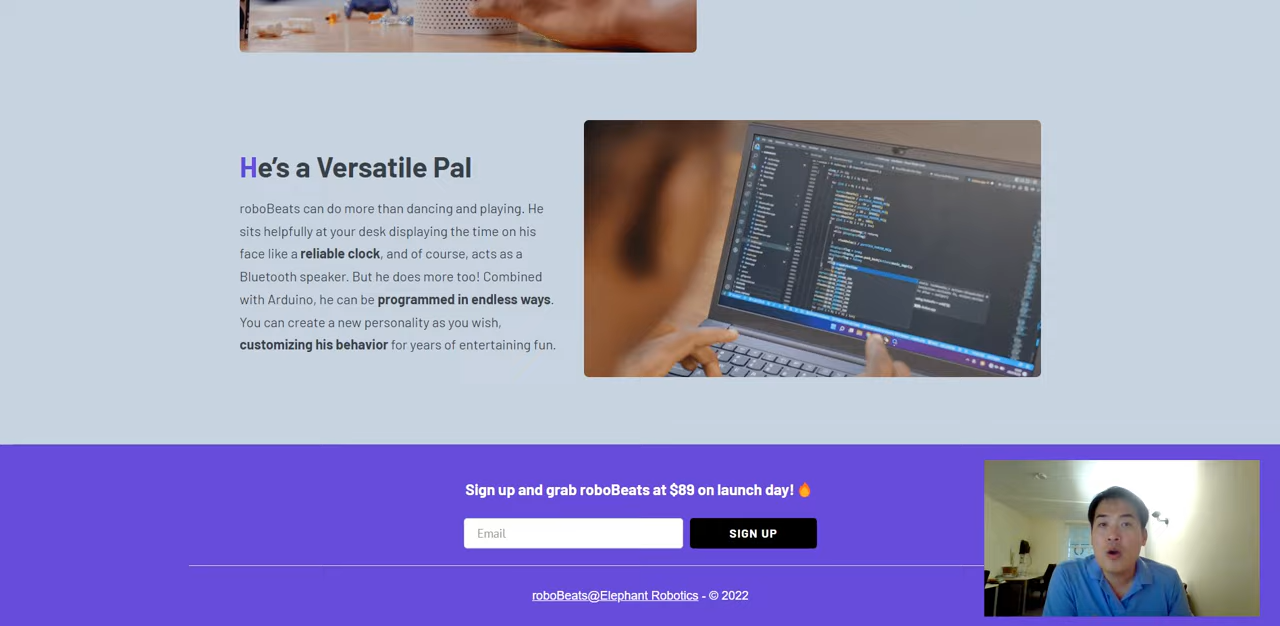 He’s a Versatile Pal
roboBeats can do more than dancing and playing. He
sits helpfully at your desk displaying the time on his
face like a reliable clock, and of course, acts as a
Bluetooth speaker. But he does more too! Combined
with Arduino, he can be programmed in endless ways.
You can create a new personality as you wish,
customizing his behavior for years of entertaining fun.
Sign up and grab roboBeats at $89 on launch day! 🔥
Email
SIGN UP
roboBeats@Elephant Robotics - © 2022